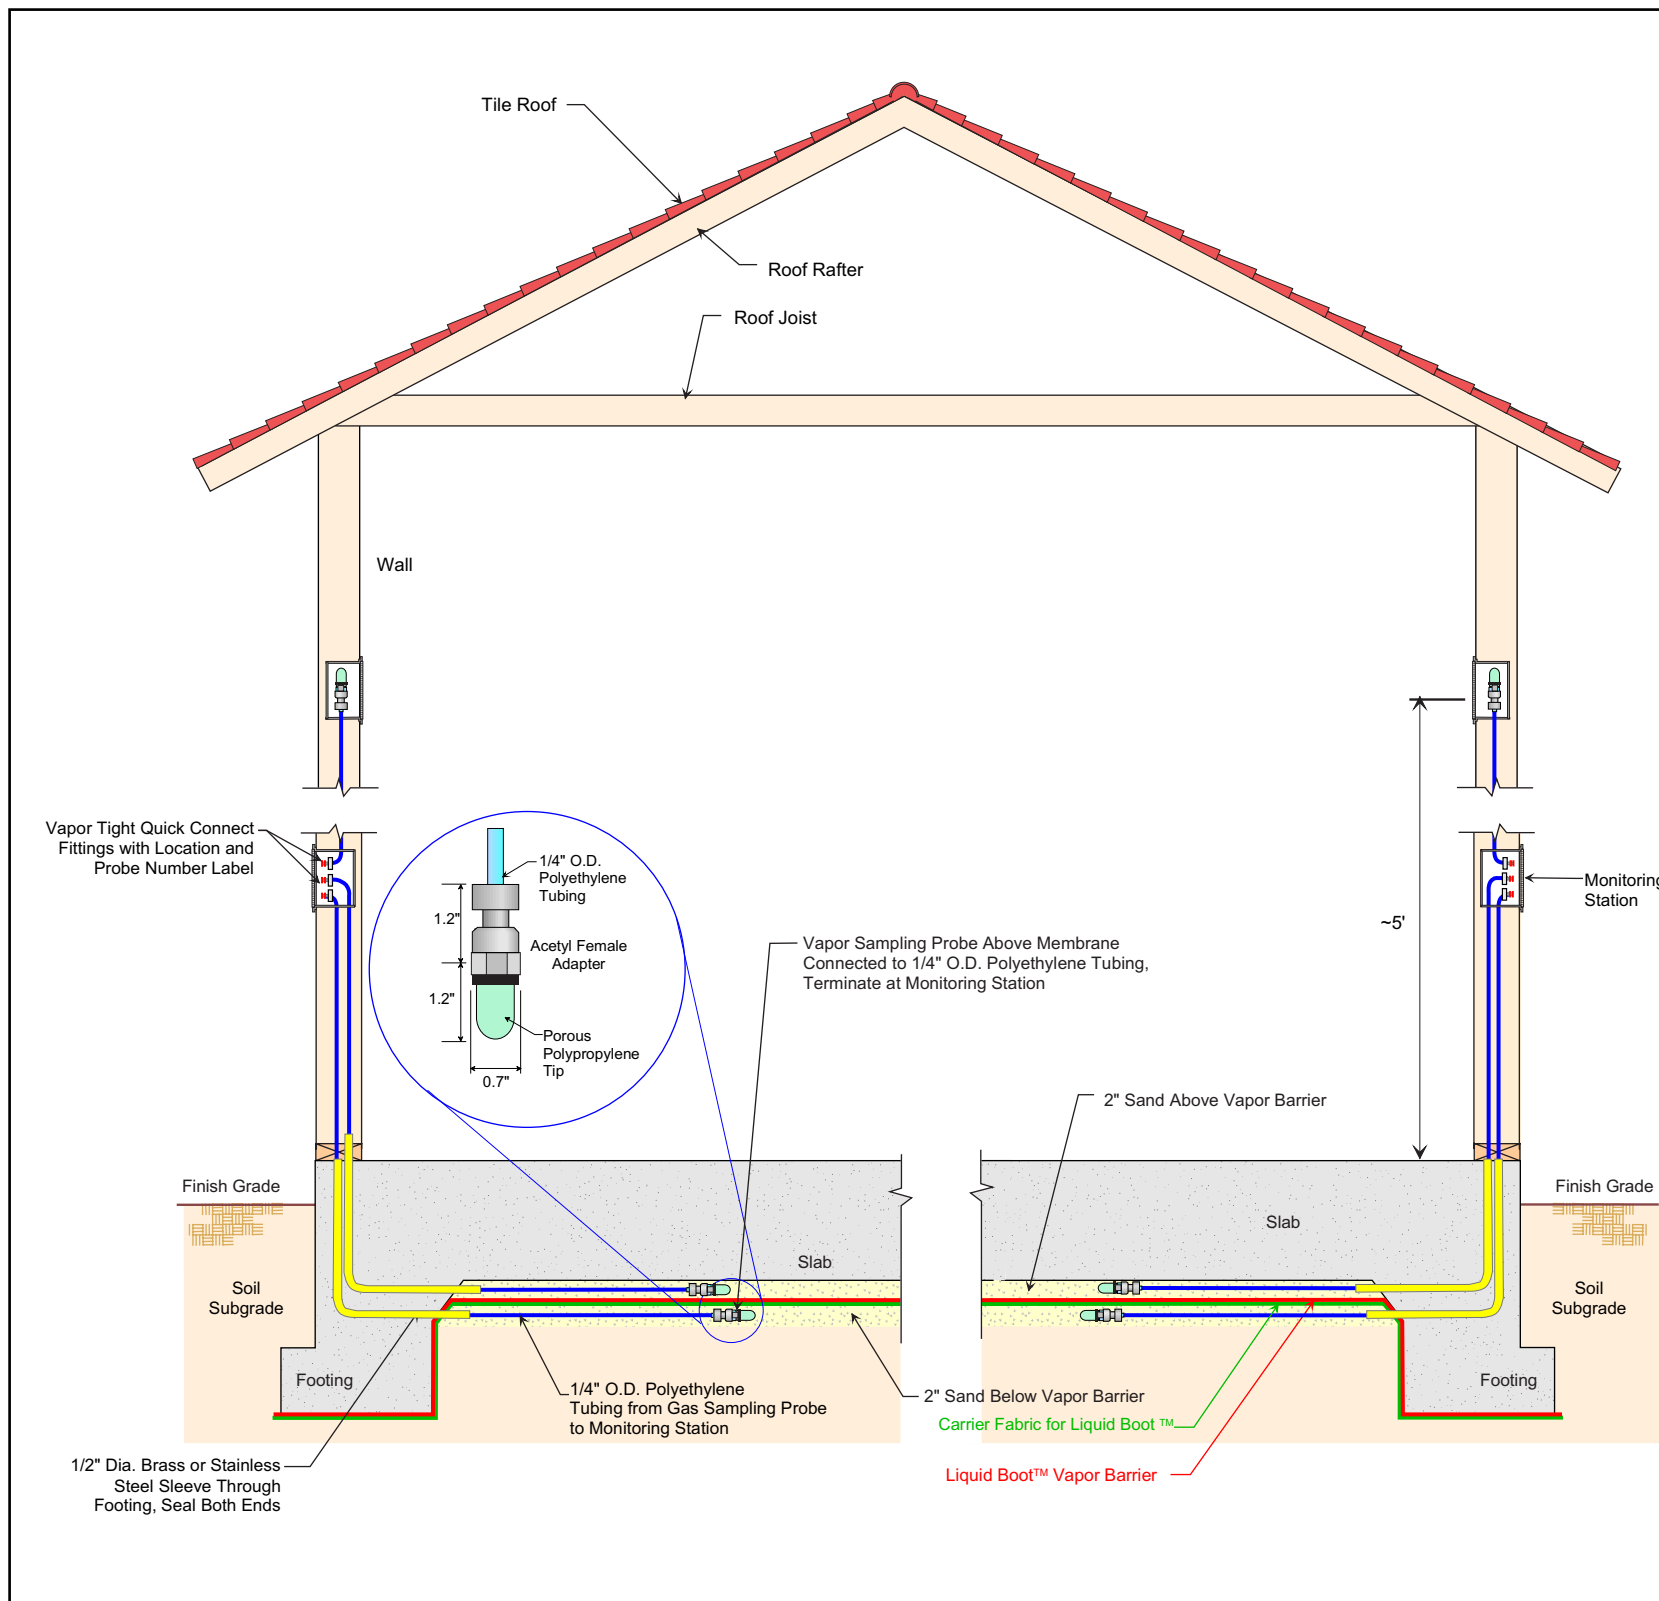 Tile Roof
Roof Rafter
Roof Joist
Wall
Vapor Tight Quick Connect
Fittings with Location and
Probe Number Label
1/4" O.D.
Polyethylene
Tubing
1.2"
Acetyl Female
Adapter
1.2"
Porous
Polypropylene
Tip
0.7"
Vapor Sampling Probe Above Membrane
Connected to 1/4" O.D. Polyethylene Tubing,
Terminate at Monitoring Station
Monitoring
Station
~5'
2" Sand Above Vapor Barrier
Finish Grade
Finish Grade
Slab
Slab
Soil
Subgrade
Soil
Subgrade
Footing
Footing
1/4" O.D. Polyethylene
Tubing from Gas Sampling Probe
to Monitoring Station
2" Sand Below Vapor Barrier
Carrier Fabric for Liquid Boot ™
Liquid Boot™ Vapor Barrier
1/2" Dia. Brass or Stainless
Steel Sleeve Through
Footing, Seal Both Ends